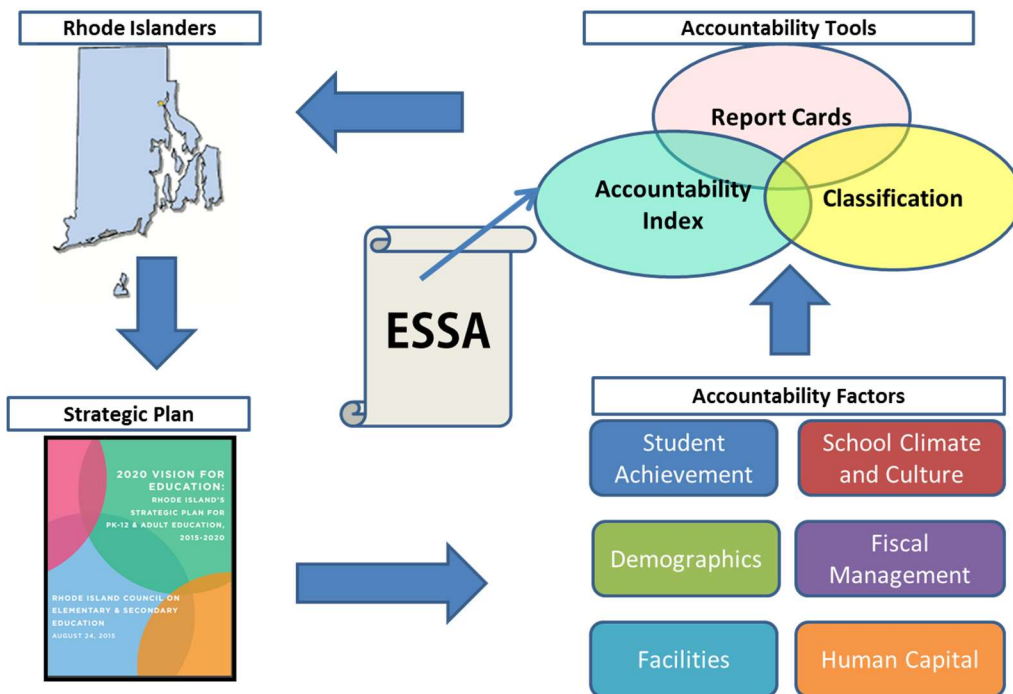 Rhode Islanders
Accountability Tools
Report Cards
Accountability
Index
Classification
ESSA
Strategic Plan
2020 VISION FOR
EDUCATION:
RHODE ISLAND'S
STRATEGIC PLAN FOR
PK-12 & ADULT EDUCATION,
2015-2020
RHODE ISLAND COUNCIL ON
ELEMENTARY & SECONDARY
EDUCATION
AUGUST 24, 2015
Accountability Factors
Student
Achievement
School Climate
and Culture
Demographics
Fiscal
Management
Facilities
Human Capital